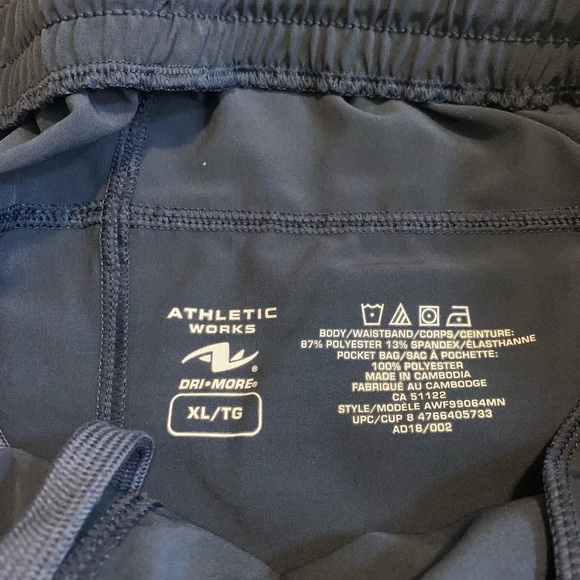 ATHLETIC
WORKS
®
DRI•MORE®
XL/TG
BODY/WAISTBAND/CORPS/CEINTURE:
87% POLYESTER 13% SPANDEX/ÉLASTHANNE
POCKET BAG/SAC À POCHETTE:
100% POLYESTER
MADE IN CAMBODIA
FABRIQUÉ AU CAMBODGE
CA 51122
STYLE/MODÈLE AWF99064MN
UPC/CUP 8 4766405733
AD18/002